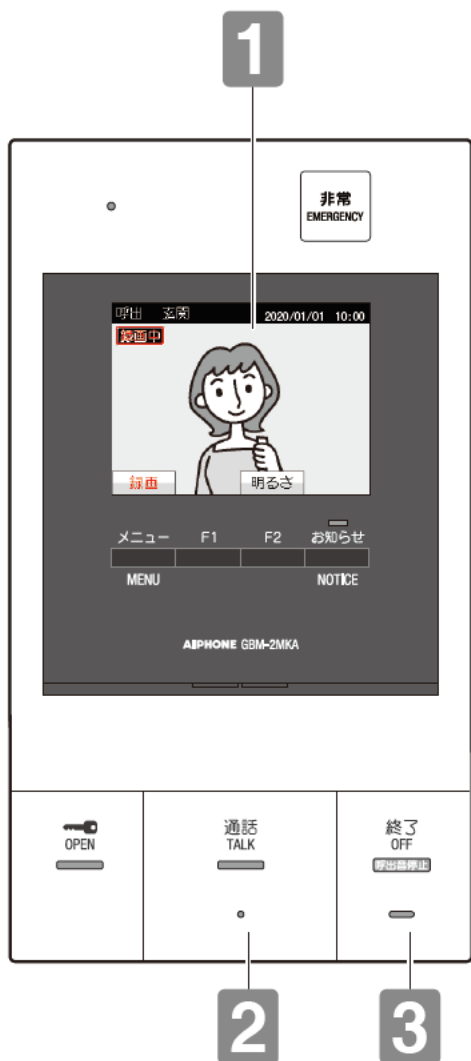 1
非常
EMERGENCY
呼出 玄関 2020/01/01 10:00
録画中
録画 明るさ
メニュー F1 F2 お知らせ
MENU NOTICE
AIPHONE GBM-2MKA
OPEN
通話
TALK
終了
OFF
呼出音停止
2 3